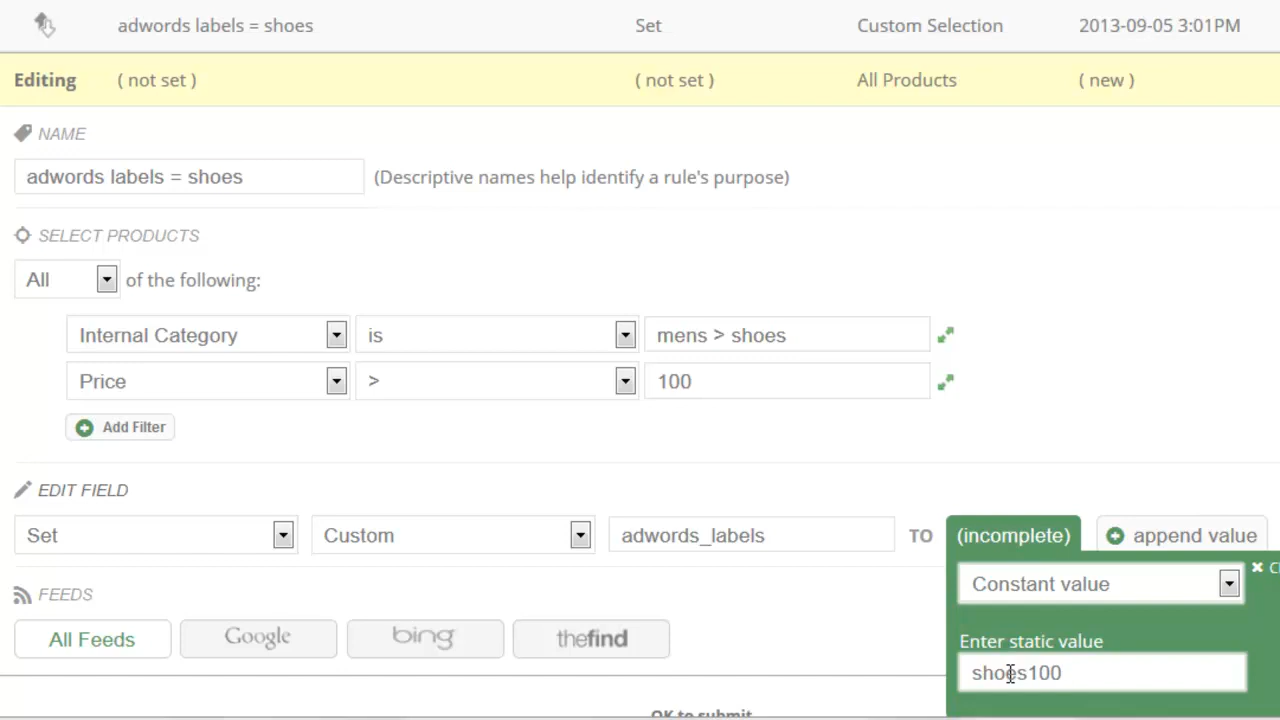 adwords labels = shoes Set Custom Selection 2013-09-05 3:01PM
Editing ( not set ) ( not set ) All Products ( new )
NAME
adwords labels = shoes (Descriptive names help identify a rule's purpose)
SELECT PRODUCTS
All of the following:
Internal Category is mens > shoes
Price > 100
Add Filter
EDIT FIELD
Set Custom adwords_labels TO (incomplete) append value
Constant value
FEEDS
All Feeds Google bing thefind
Enter static value
shoes100
OK to submit